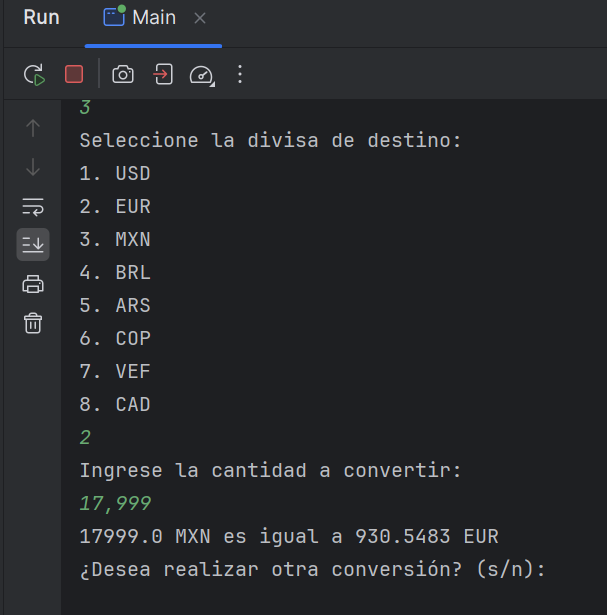 Run
Main
3
Seleccione la divisa de destino:
1. USD
2. EUR
3. MXN
4. BRL
5. ARS
6. COP
7. VEF
8. CAD
2
Ingrese la cantidad a convertir:
17,999
17999.0 MXN es igual a 930.5483 EUR
¿Desea realizar otra conversión? (s/n):